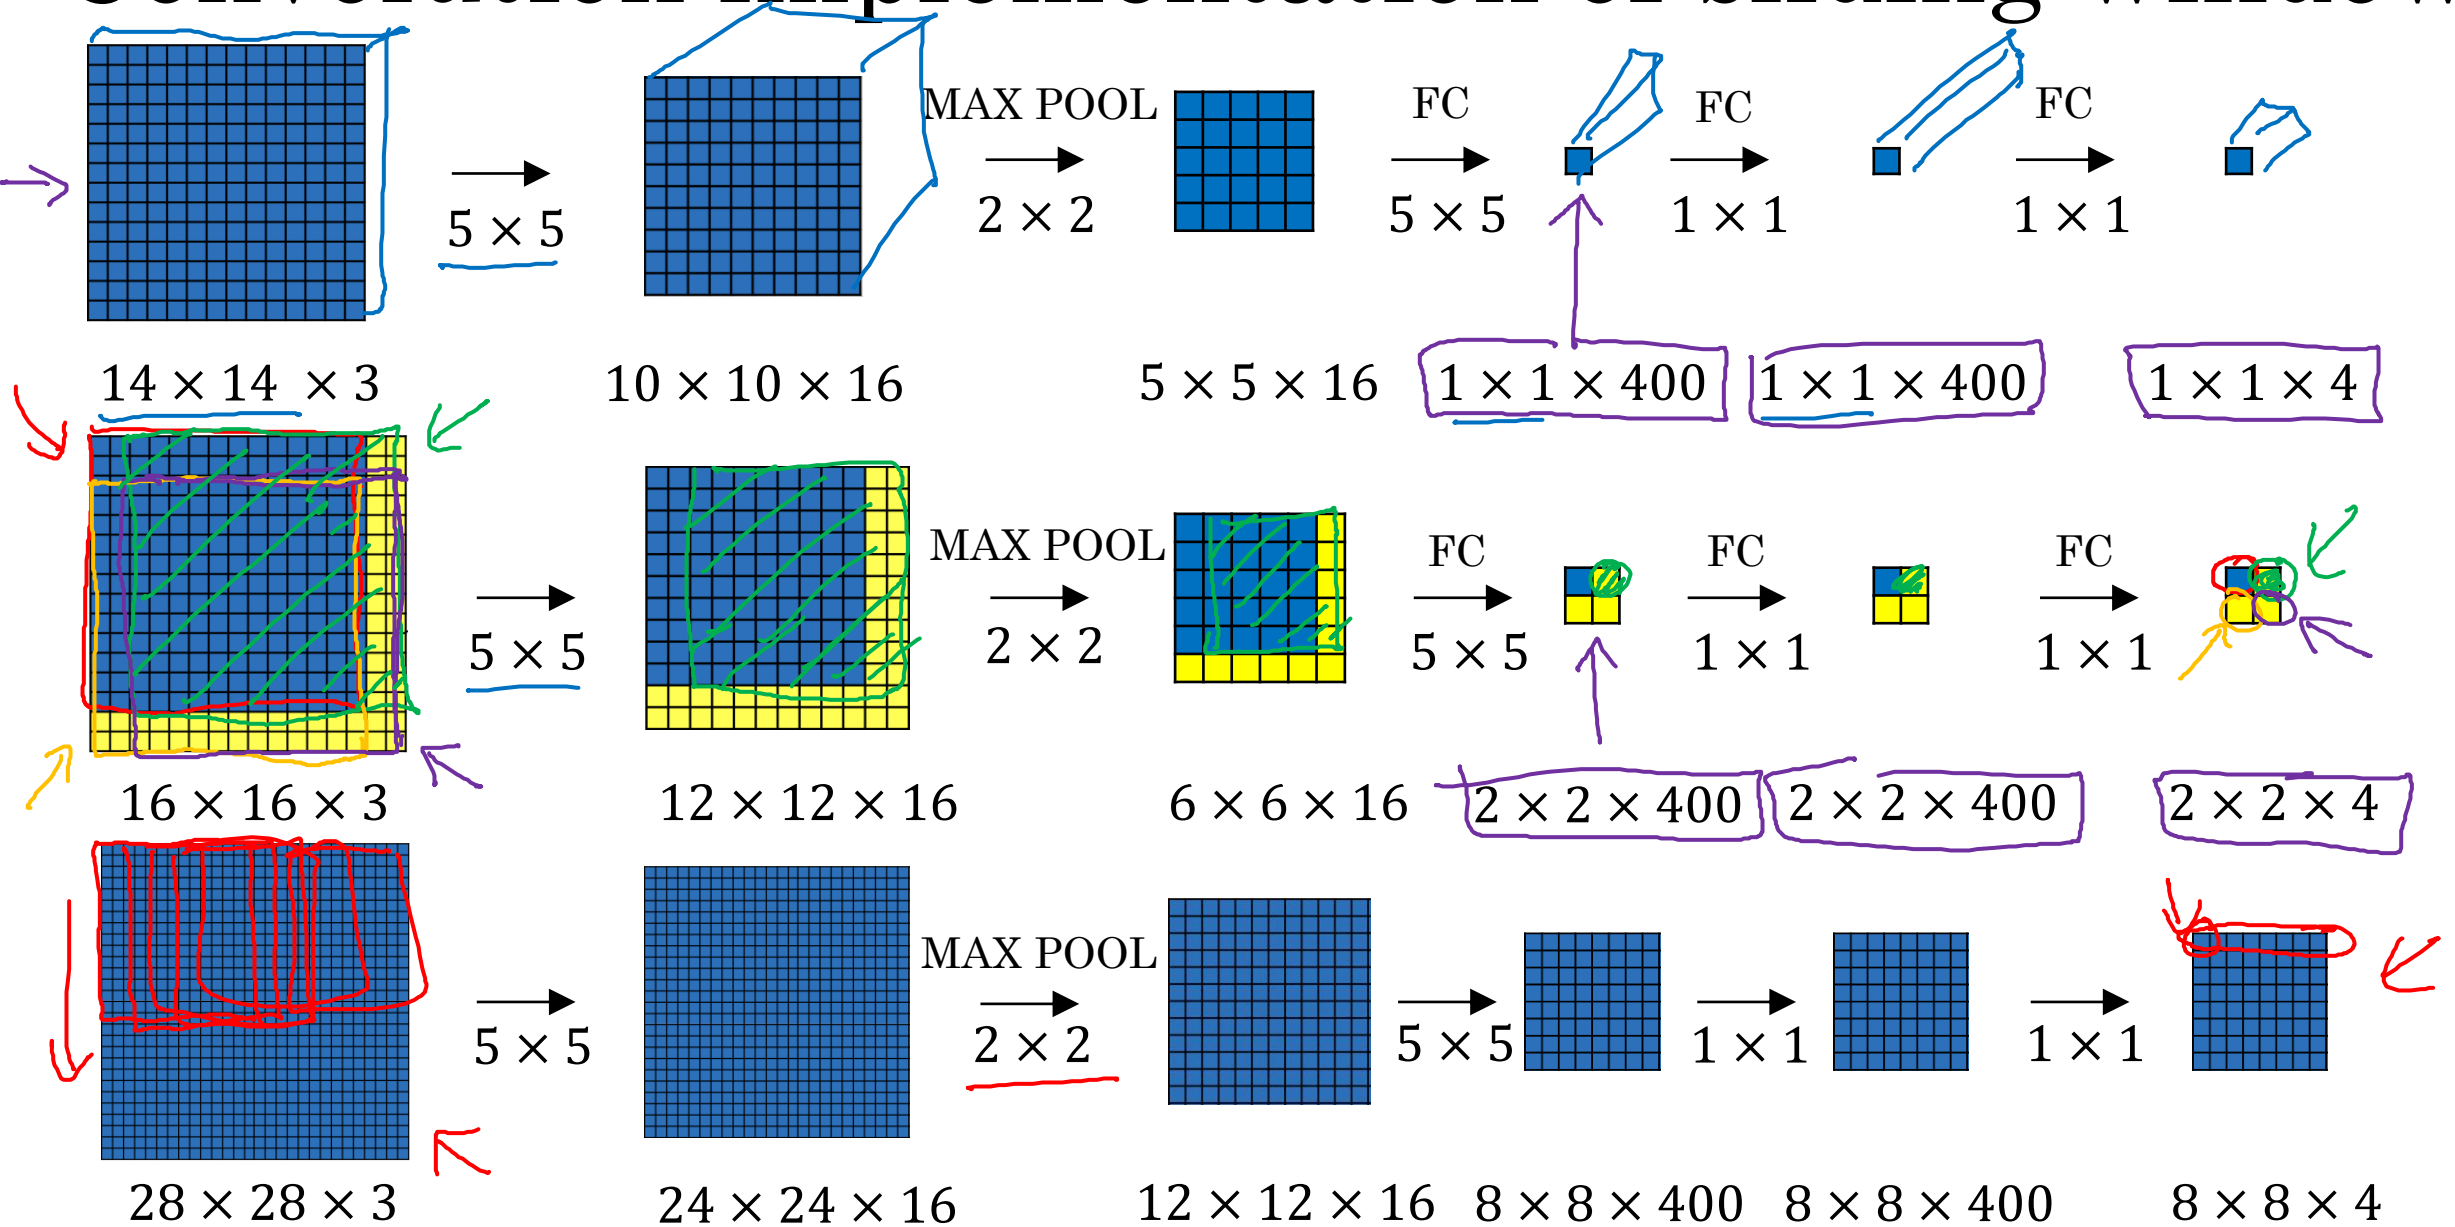 Convolution implementation of sliding windows
MAX POOL FC FC FC
5 × 5 2 × 2 5 × 5 1 × 1 1 × 1
14 × 14 × 3 10 × 10 × 16 5 × 5 × 16 1 × 1 × 400 1 × 1 × 400 1 × 1 × 4
MAX POOL FC FC FC
5 × 5 2 × 2 5 × 5 1 × 1 1 × 1
16 × 16 × 3 12 × 12 × 16 6 × 6 × 16 2 × 2 × 400 2 × 2 × 400 2 × 2 × 4
MAX POOL
5 × 5 2 × 2 5 × 5 1 × 1 1 × 1
28 × 28 × 3 24 × 24 × 16 12 × 12 × 16 8 × 8 × 400 8 × 8 × 400 8 × 8 × 4